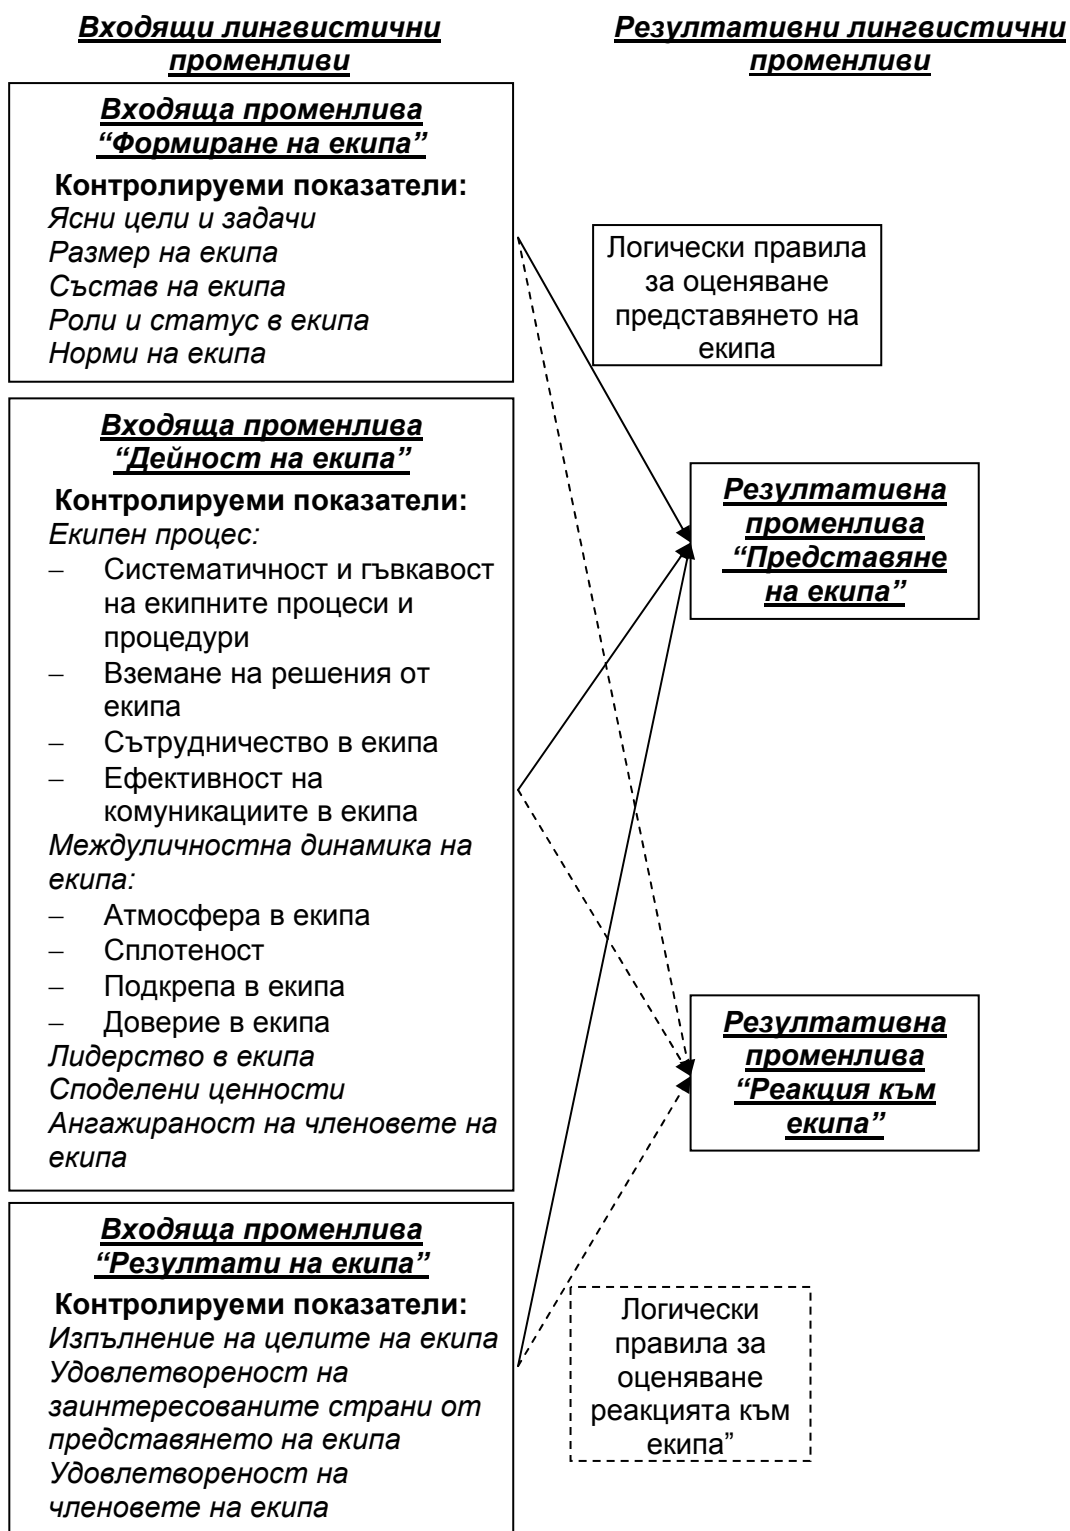 Входящи лингвистични
променливи
Резултативни лингвистични
променливи
Входяща променлива
“Формиране на екипа”
Контролируеми показатели:
Ясни цели и задачи
Размер на екипа
Състав на екипа
Роли и статус в екипа
Норми на екипа
Логически правила
за оценяване
представянето на
екипа
Входяща променлива
“Дейност на екипа”
Контролируеми показатели:
Екипен процес:
– Систематичност и гъвкавост
на екипните процеси и
процедури
– Вземане на решения от
екипа
– Сътрудничество в екипа
– Ефективност на
комуникациите в екипа
Междуличностна динамика на
екипа:
– Атмосфера в екипа
– Сплотеност
– Подкрепа в екипа
– Доверие в екипа
Лидерство в екипа
Споделени ценности
Ангажираност на членовете на
екипа
Резултативна
променлива
“Представяне
на екипа”
Резултативна
променлива
“Реакция към
екипа”
Входяща променлива
“Резултати на екипа”
Контролируеми показатели:
Изпълнение на целите на екипа
Удовлетвореност на
заинтересованите страни от
представянето на екипа
Удовлетвореност на
членовете на екипа
Логически
правила за
оценяване
реакцията към
екипа”